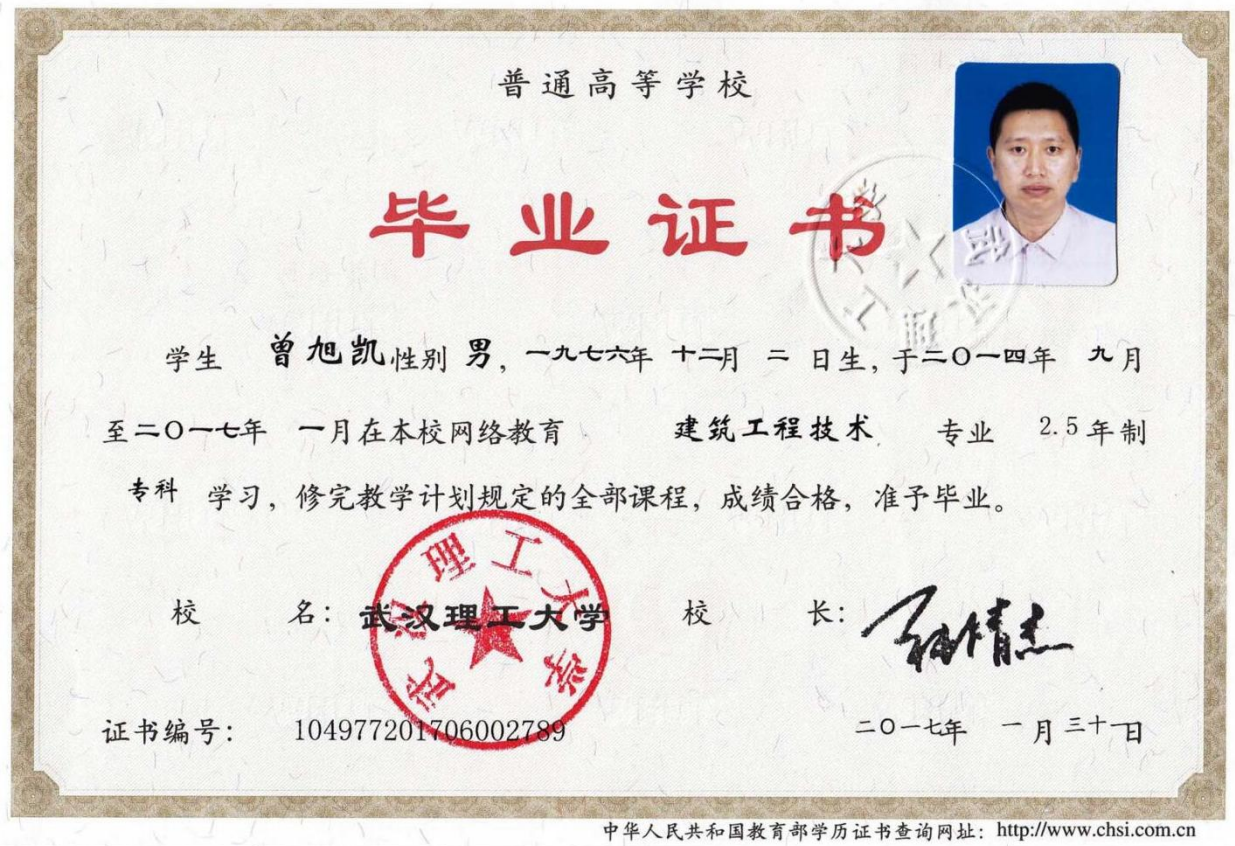 普通高等学校
毕业证书
学生 曾旭凯 性别 男，一九七六年 十二月 二 日生，于二〇一四年 九月
至二〇一七年 一月在本校网络教育 建筑工程技术 专业 2.5年制
专科 学习，修完教学计划规定的全部课程，成绩合格，准予毕业。
校 名：武汉理工大学 校 长：
武汉理工大学
证书编号： 104977201706002789 二〇一七年 一月三十一日
中华人民共和国教育部学历证书查询网址：http://www.chsi.com.cn